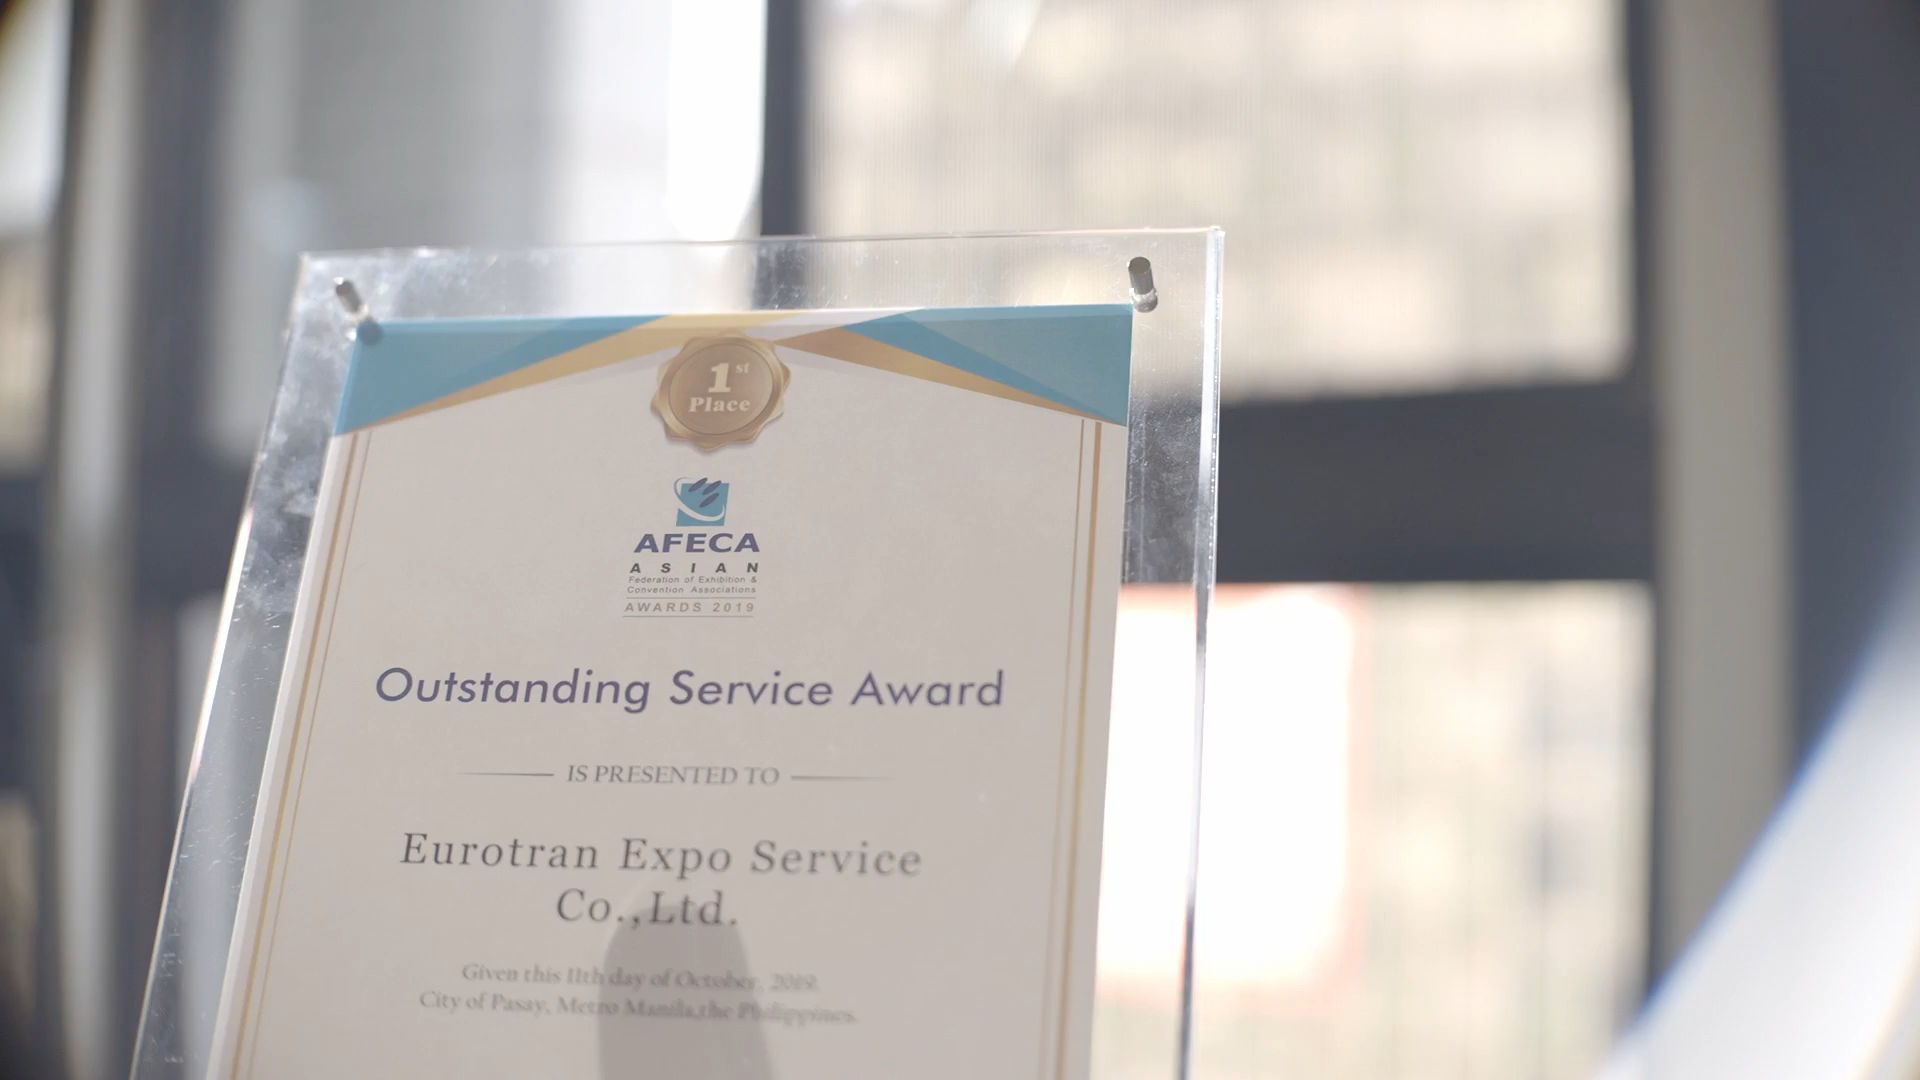 1st
Place
AFECA
ASIAN
Federation of Exhibition &
Convention Associations
AWARDS 2019
Outstanding Service Award
IS PRESENTED TO
Eurotran Expo Service
Co.,Ltd.
Given this 11th day of October, 2019.
City of Pasay, Metro Manila,the Philippines.